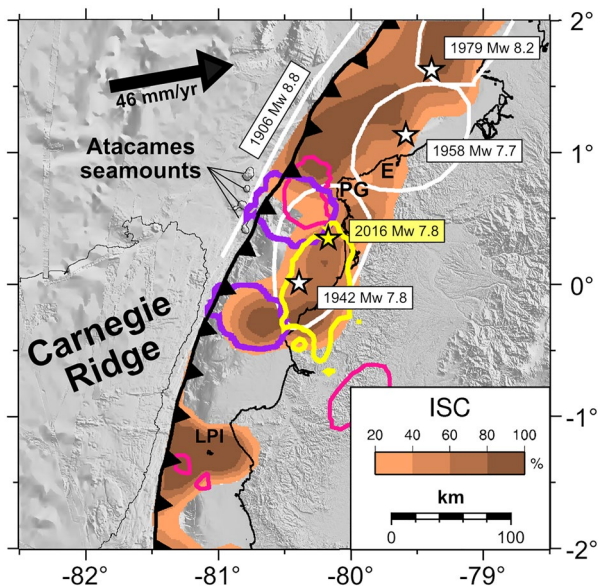 2°
1979 Mw 8.2
46 mm/yr
1906 Mw 8.8
1°
Atacames
seamounts
1958 Mw 7.7
E
PG
2016 Mw 7.8
0°
1942 Mw 7.8
Carnegie
Ridge
-1°
LPI
ISC
20 40 60 80 100
%
km
0 100
-2°
-82° -81° -80° -79°